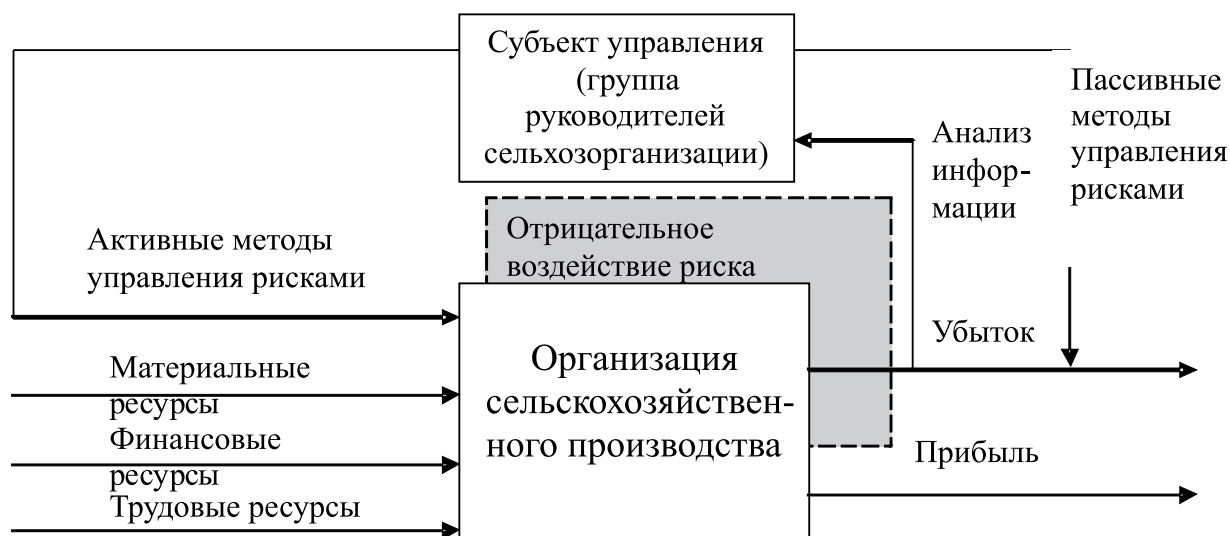 Субъект управления
(группа
руководителей
сельхозорганизации)
Пассивные
методы
управления
рисками
Анализ
инфор-
мации
Отрицательное
воздействие риска
Активные методы
управления рисками
Убыток
Организация
сельскохозяйствен-
ного производства
Материальные
ресурсы
Финансовые
ресурсы
Трудовые ресурсы
Прибыль